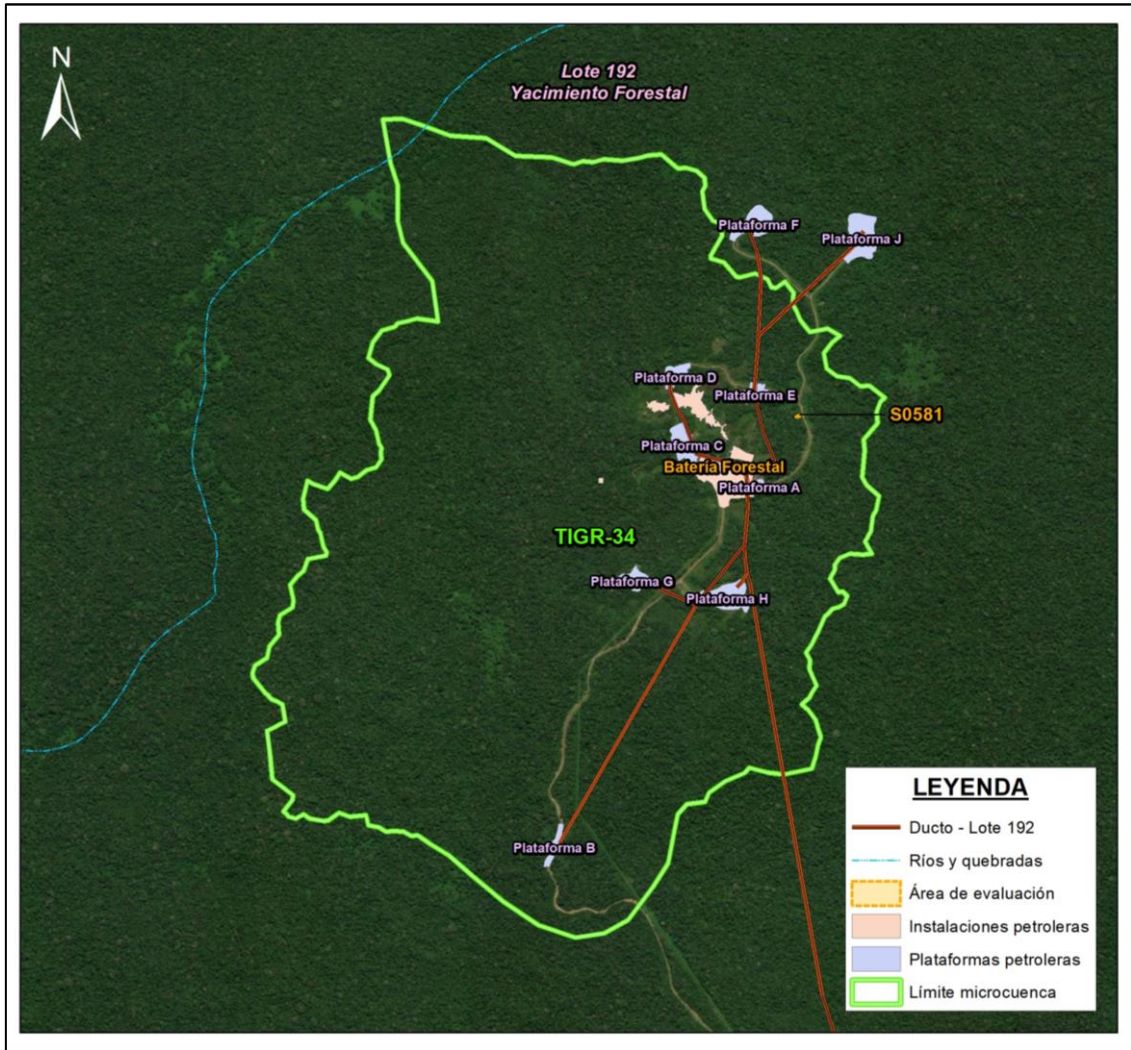 N
Lote 192
Yacimiento Forestal
Plataforma F
Plataforma J
Plataforma D
Plataforma E
S0581
Plataforma C
Batería Forestal
Plataforma A
TIGR-34
Plataforma G
Plataforma H
Plataforma B
LEYENDA
Ducto - Lote 192
Ríos y quebradas
Área de evaluación
Instalaciones petroleras
Plataformas petroleras
Límite microcuenca